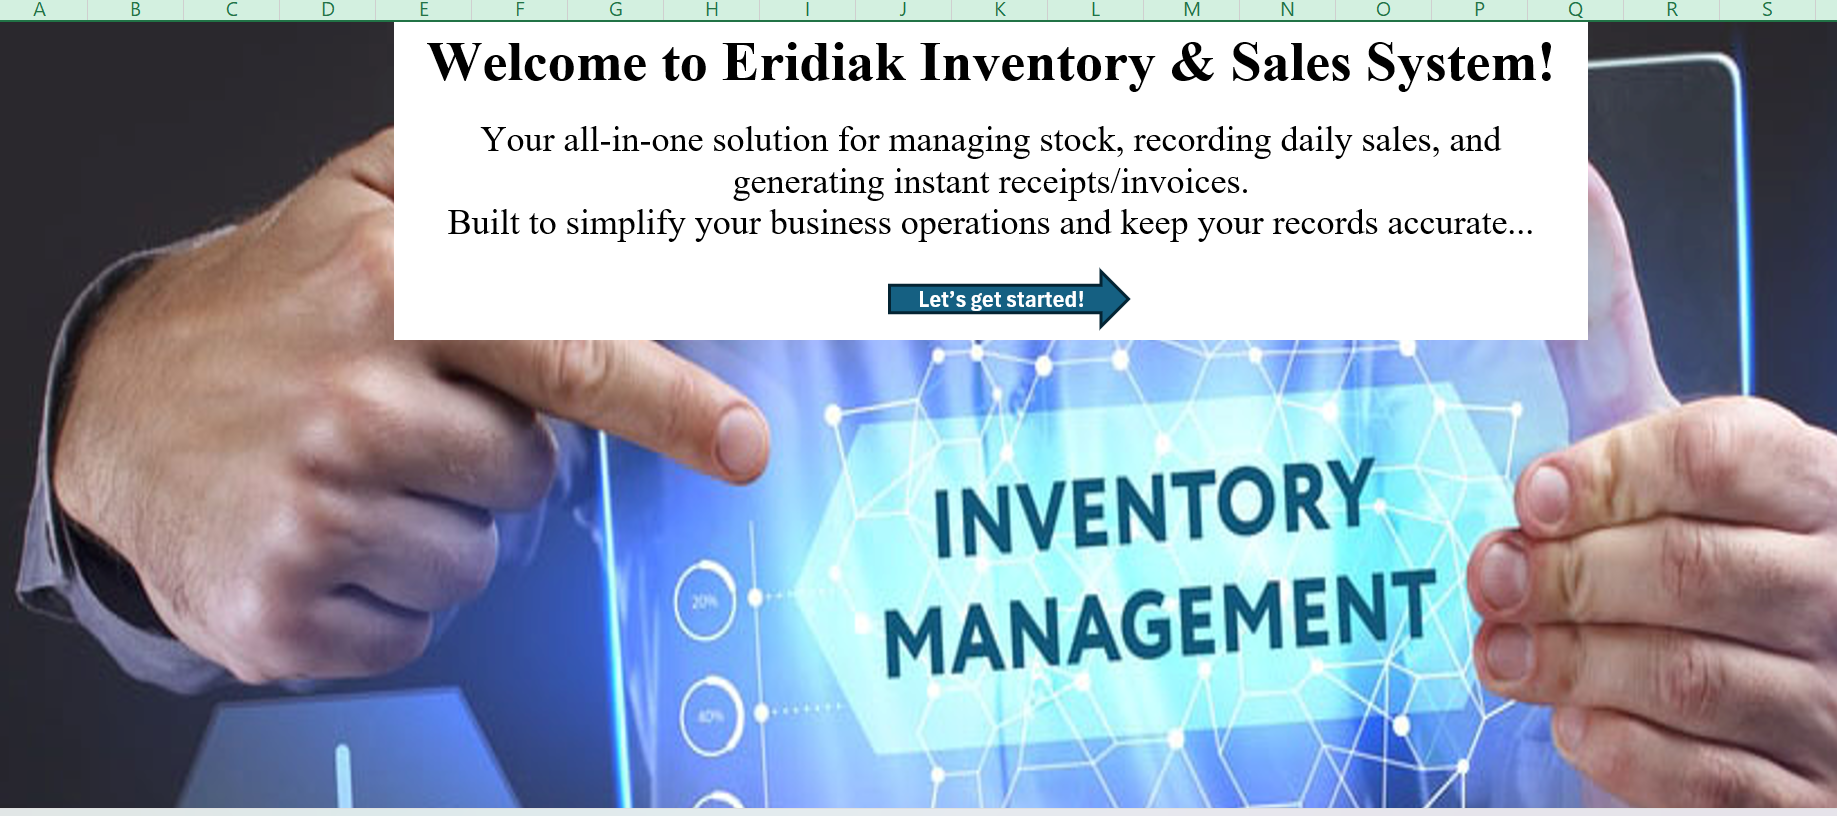 A B C D E F G H I J K L M N O P Q R S
Welcome to Eridiak Inventory & Sales System!
Your all-in-one solution for managing stock, recording daily sales, and
generating instant receipts/invoices.
Built to simplify your business operations and keep your records accurate...
Let's get started!
INVENTORY
MANAGEMENT
20%
40%